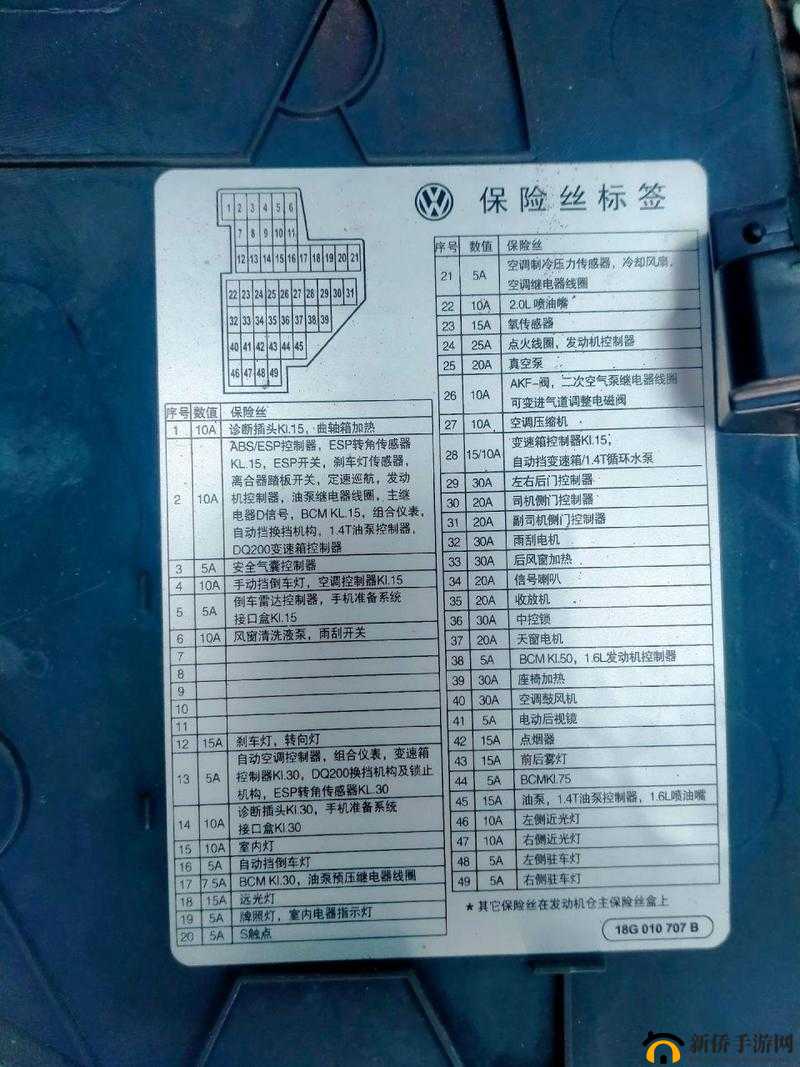 保险丝标签
1 2 3 4 5 6
7 8 9 10 11
12 13 14 15 16 17 18 19 20 21
22 23 24 25 26 27 28 29 30 31
32 33 34 35 36 37 38 39
40 41 42 43 44 45
46 47 48 49
序号 数值 保险丝
1 10A 诊断插头Kl.15，曲轴箱加热
2 10A ABS/ESP控制器，ESP转角传感器
KL.15，ESP开关，刹车灯传感器，
离合器踏板开关，定速巡航，发动
机控制器，油泵继电器线圈，主继
电器D信号，BCM KL.15，组合仪表，
自动挡换挡机构，1.4T油泵控制器，
DQ200变速箱控制器
3 5A 安全气囊控制器
4 10A 手动挡倒车灯，空调控制器Kl.15
5 5A 倒车雷达控制器，手机准备系统
接口盒Kl.15
6 10A 风窗清洗液泵，雨刮开关
7
8
9
10
11
12 15A 刹车灯，转向灯
13 5A 自动空调控制器，组合仪表，变速箱
控制器Kl.30，DQ200换挡机构及锁止
机构，ESP转角传感器KL.30
14 10A 诊断插头Kl.30，手机准备系统
接口盒Kl.30
15 10A 室内灯
16 5A 自动挡倒车灯
17 7.5A BCM Kl.30，油泵预压继电器线圈
18 15A 远光灯
19 5A 牌照灯，室内电器指示灯
20 5A S触点
序号 数值 保险丝
21 5A 空调制冷压力传感器，冷却风扇，
空调继电器线圈
22 10A 2.0L喷油嘴
23 15A 氧传感器
24 25A 点火线圈，发动机控制器
25 20A 真空泵
26 10A AKF-阀，二次空气泵继电器线圈
可变进气道调整电磁阀
27 10A 空调压缩机
28 15/10A 变速箱控制器Kl.15，
自动挡变速箱/1.4T循环水泵
29 30A 左右后门控制器
30 20A 司机侧门控制器
31 20A 副司机侧门控制器
32 30A 雨刮电机
33 30A 后风窗加热
34 20A 信号喇叭
35 20A 收放机
36 30A 中控锁
37 20A 天窗电机
38 5A BCM Kl.50，1.6L发动机控制器
39 30A 座椅加热
40 30A 空调鼓风机
41 5A 电动后视镜
42 15A 点烟器
43 15A 前后雾灯
44 5A BCMKl.75
45 15A 油泵，1.4T油泵控制器，1.6L喷油嘴
46 10A 左侧近光灯
47 10A 右侧近光灯
48 5A 左侧驻车灯
49 5A 右侧驻车灯
★其它保险丝在发动机仓主保险丝盒上
18G 010 707 B
新侨手游网